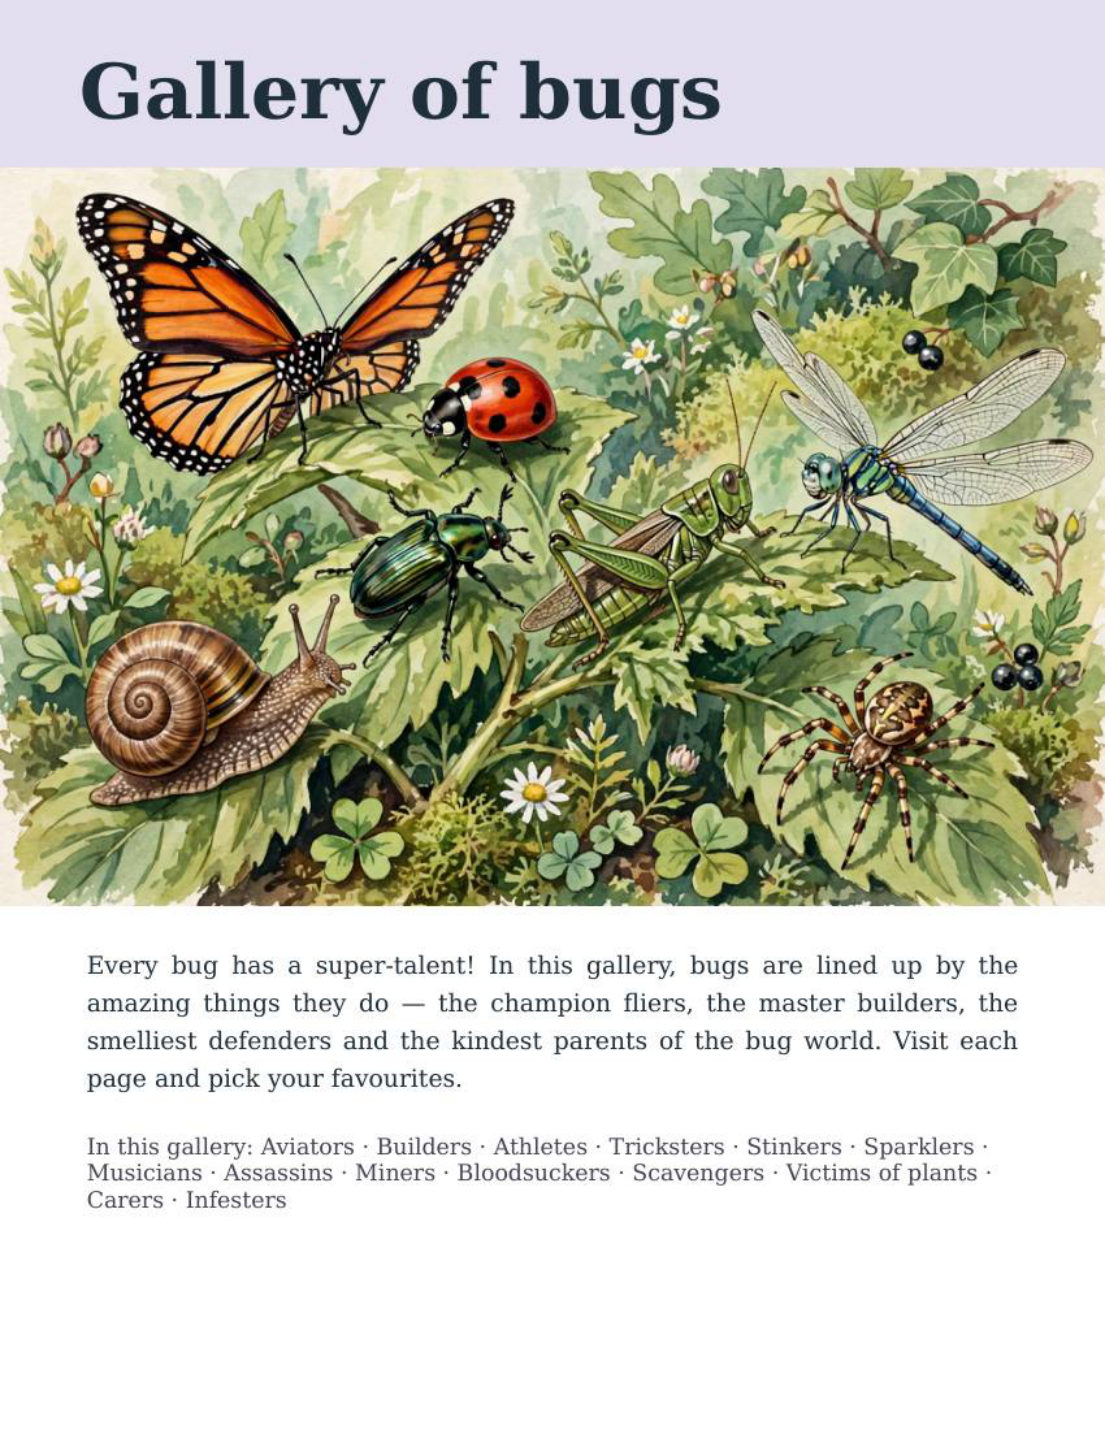 Gallery of bugs
Every bug has a super-talent! In this gallery, bugs are lined up by the
amazing things they do — the champion fliers, the master builders, the
smelliest defenders and the kindest parents of the bug world. Visit each
page and pick your favourites.
In this gallery: Aviators · Builders · Athletes · Tricksters · Stinkers · Sparklers ·
Musicians · Assassins · Miners · Bloodsuckers · Scavengers · Victims of plants ·
Carers · Infesters